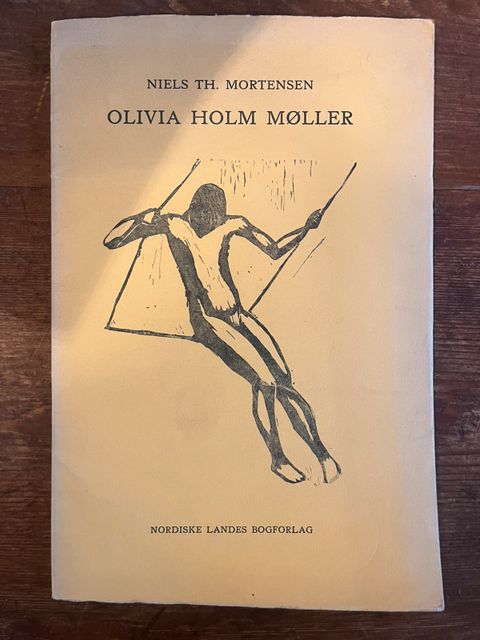 NIELS TH. MORTENSEN
OLIVIA HOLM MØLLER
NORDISKE LANDES BOGFORLAG